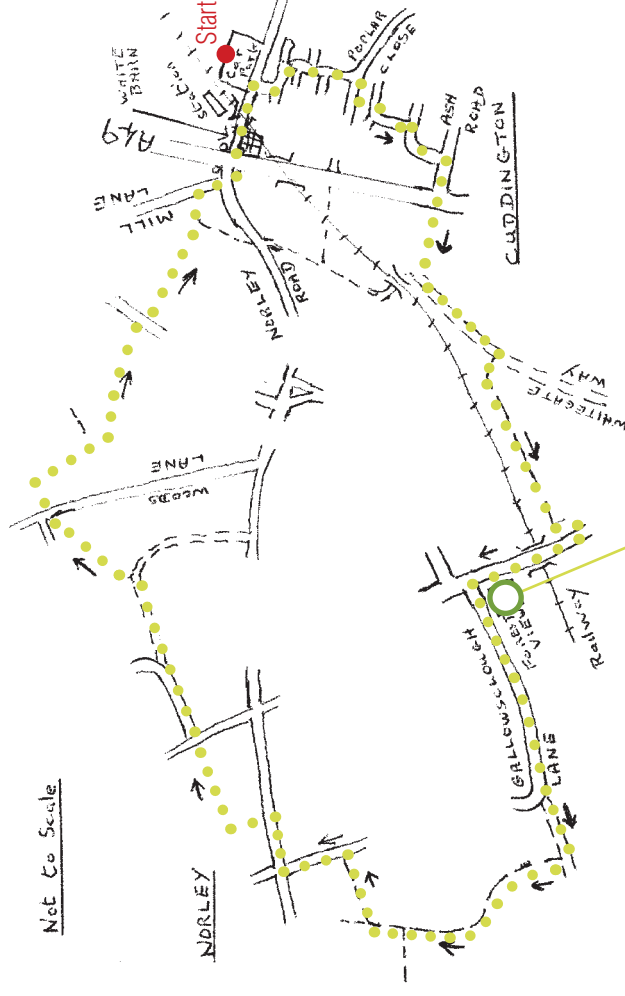 Start
Car
Park
Station
WHITE
BARN
A49
MILL
LANE
NORLEY
ROAD
POPLAR
CLOSE
ASH
ROAD
CUDDINGTON
WHITEGATE
WAY
WOODS
LANE
GALLOWSCLOUGH
LANE
FOREST
VIEW
Railway
NORLEY
Not to Scale